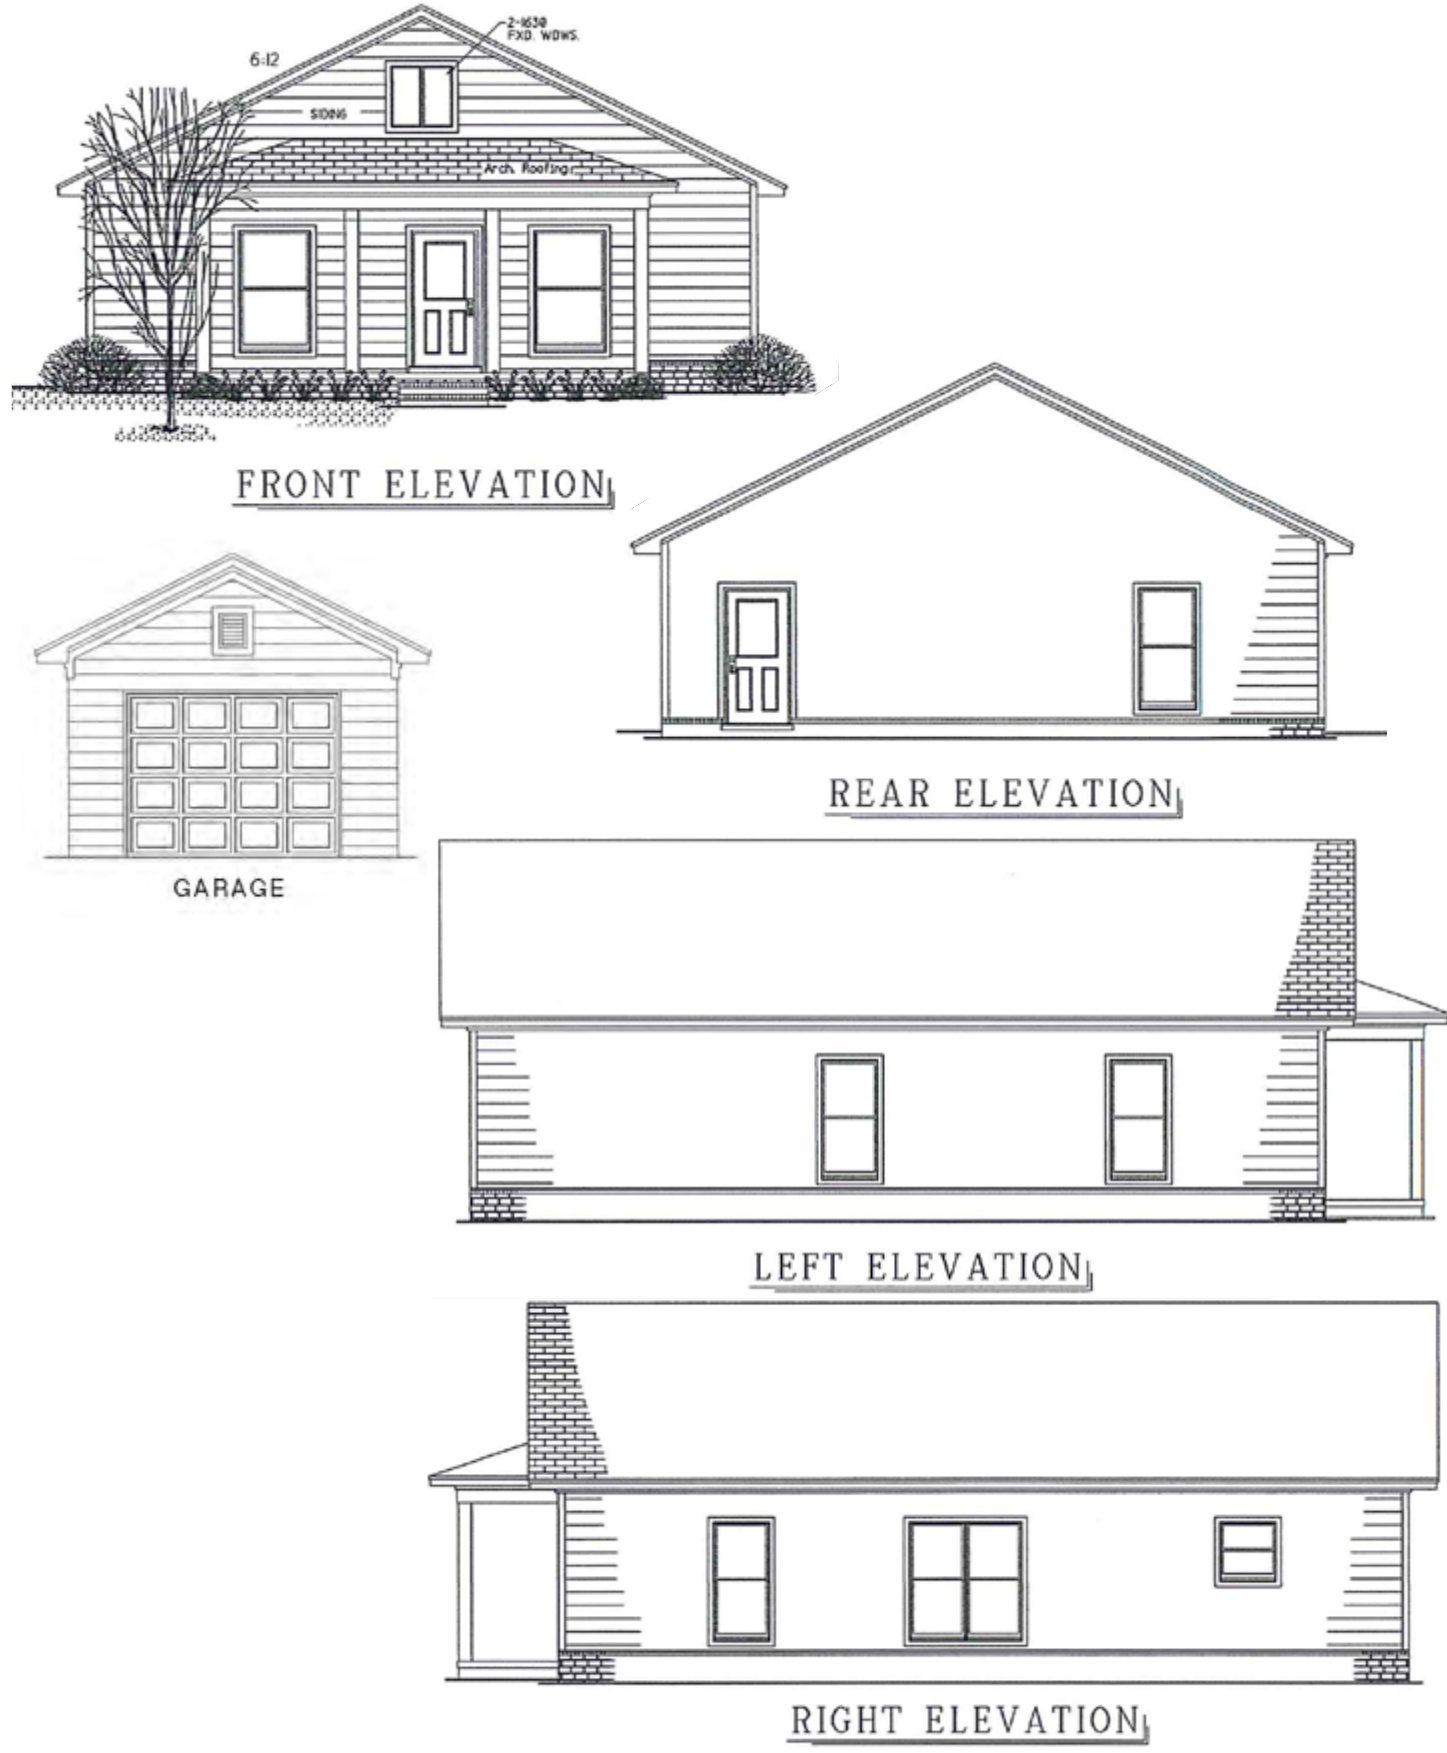 2-1630
FXD. WDWS.
6:12
SIDING
Arch. Roofing
FRONT ELEVATION
REAR ELEVATION
GARAGE
LEFT ELEVATION
RIGHT ELEVATION